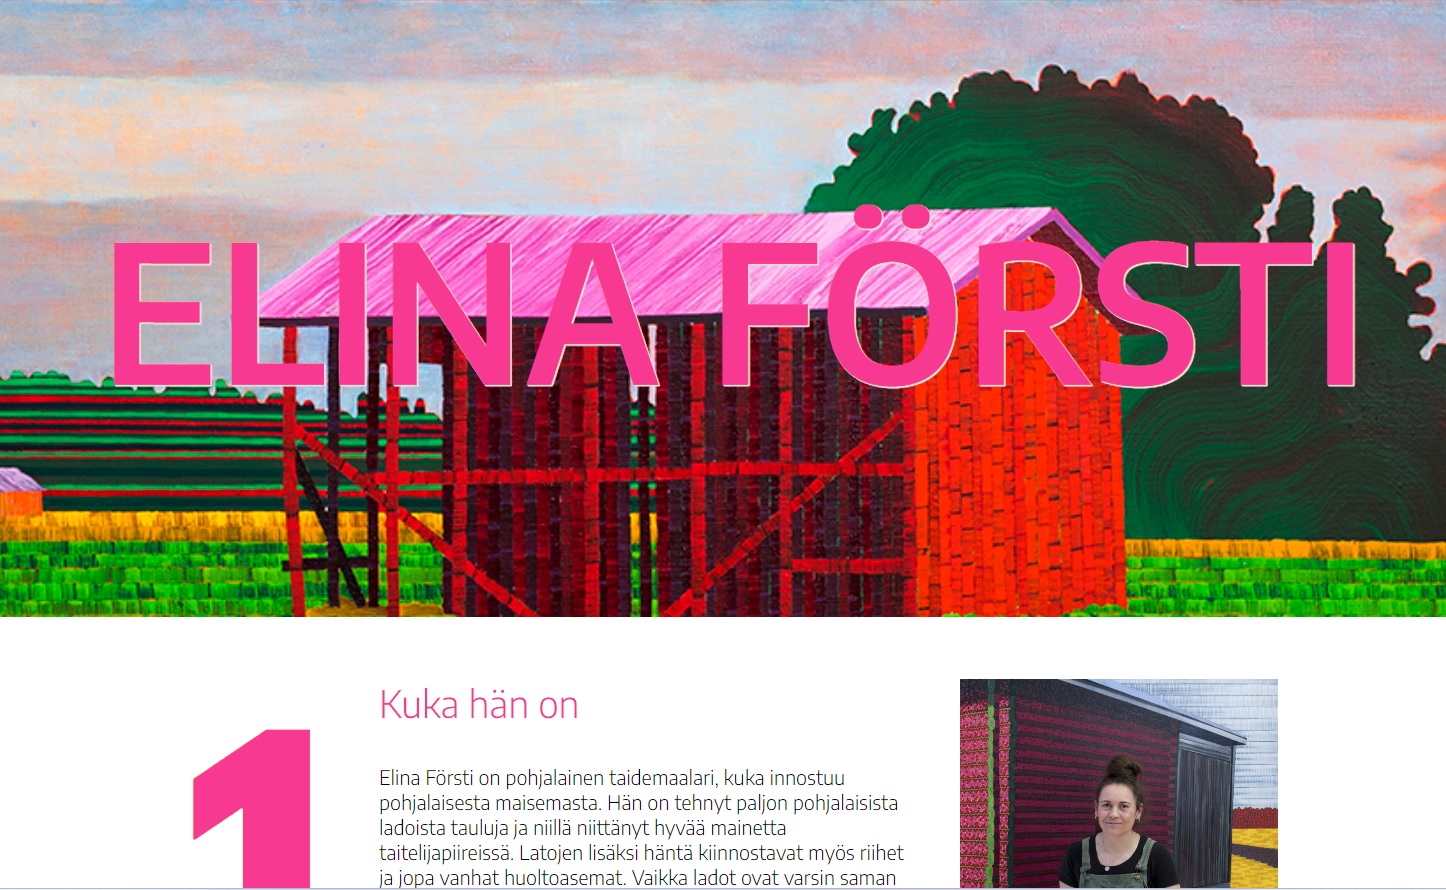 ELINA FÖRSTI
Kuka hän on
1
Elina Försti on pohjalainen taidemaalari, kuka innostuu
pohjalaisesta maisemasta. Hän on tehnyt paljon pohjalaisista
ladoista tauluja ja niillä niittänyt hyvää mainetta
taitelijapiireissä. Latojen lisäksi häntä kiinnostavat myös riihet
ja jopa vanhat huoltoasemat. Vaikka ladot ovat varsin saman